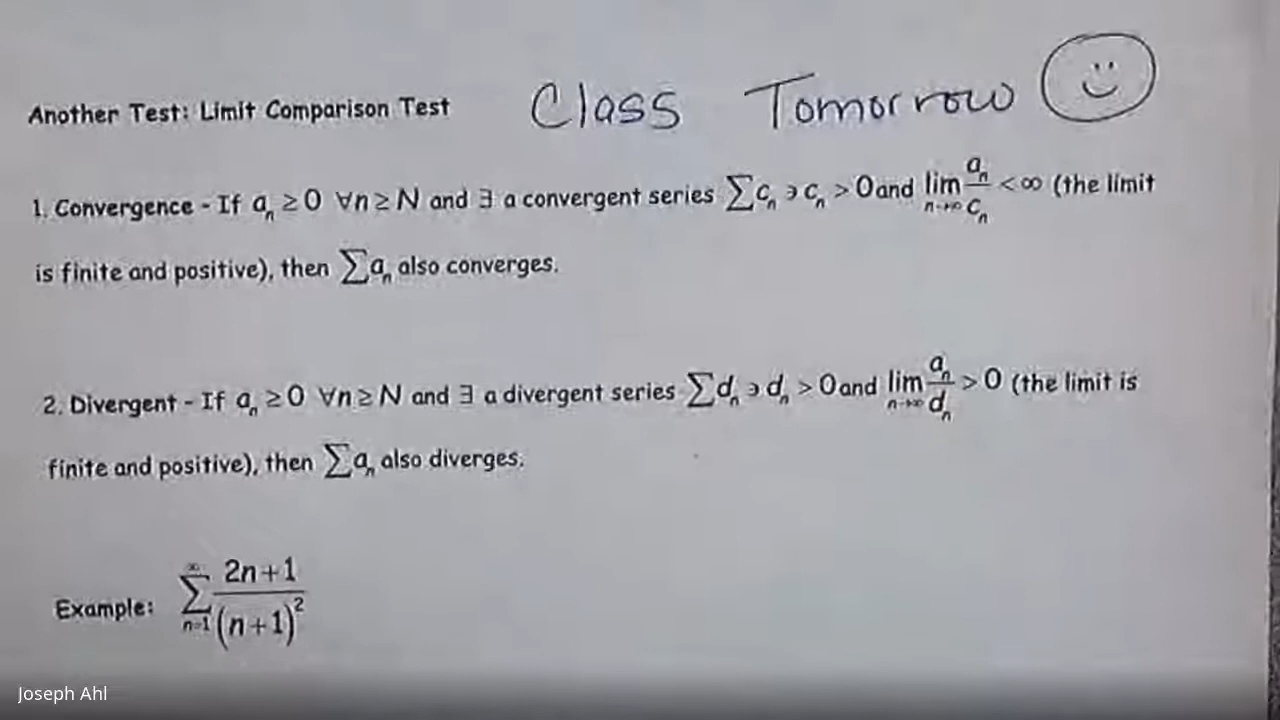 Another Test: Limit Comparison Test Class Tomorrow
1. Convergence - If aₙ ≥ 0 ∀n ≥ N and ∃ a convergent series ∑cₙ ∋ cₙ > 0 and lim n→∞ aₙ/cₙ < ∞ (the limit
is finite and positive), then ∑aₙ also converges.
2. Divergent - If aₙ ≥ 0 ∀n ≥ N and ∃ a divergent series ∑dₙ ∋ dₙ > 0 and lim n→∞ aₙ/dₙ > 0 (the limit is
finite and positive), then ∑aₙ also diverges.
Example: ∑ n=1 ∞ (2n+1)/(n+1)²
Joseph Ahl